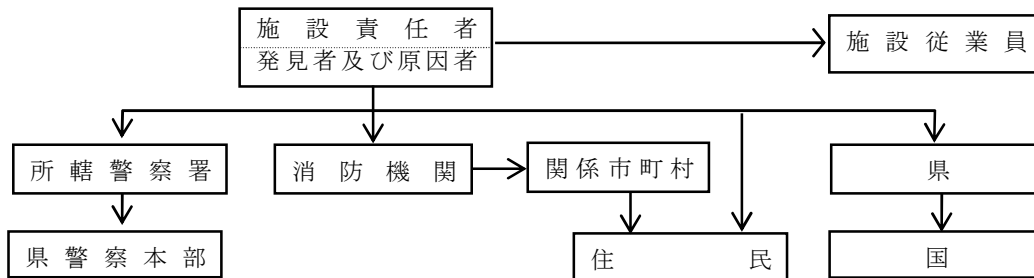 施設責任者
発見者及び原因者
施設従業員
所轄警察署
消防機関
関係市町村
県
県警察本部
住民
国